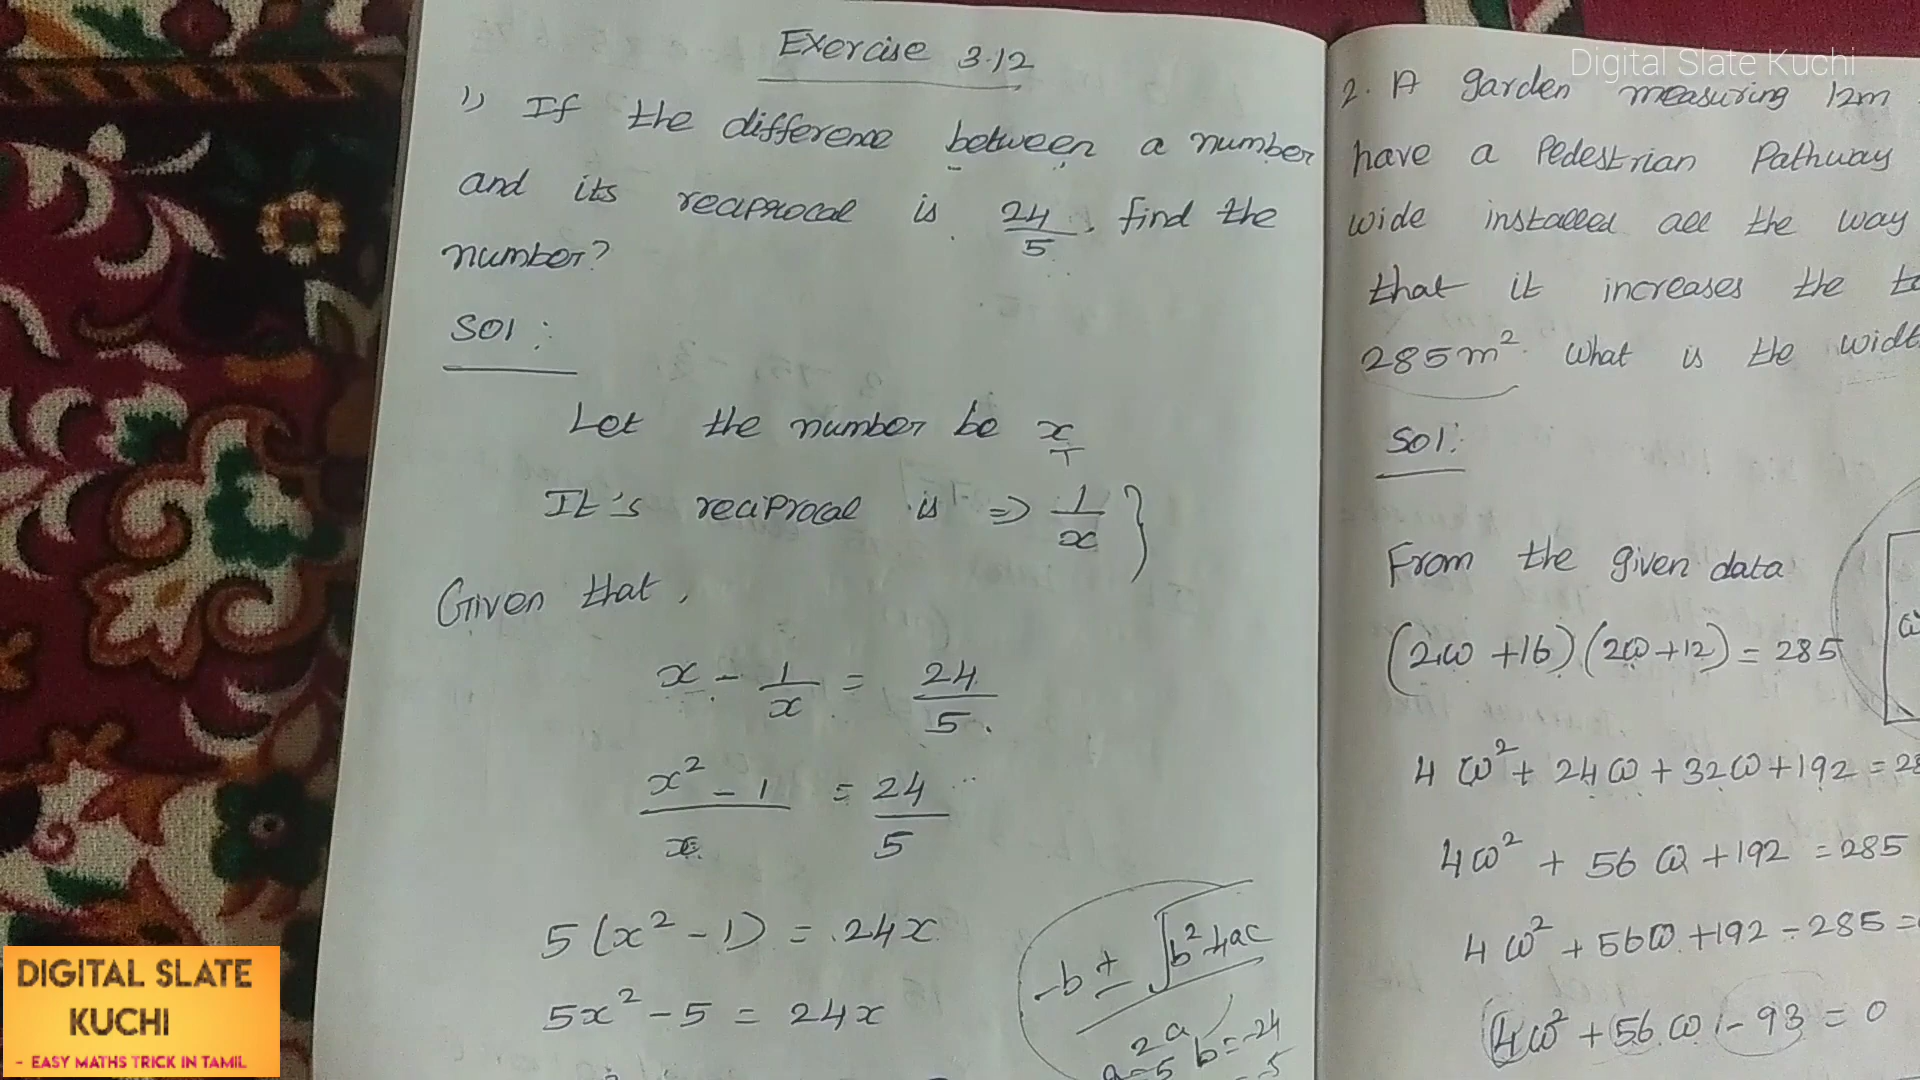 Exercise 3.12
1) If the difference between a number
and its reciprocal is 24/5, find the
number?
Sol :
Let the number be x
It's reciprocal is ⇒ 1/x }
Given that,
x - 1/x = 24/5.
x² - 1 / x = 24/5
5(x² - 1) = 24x
5x² - 5 = 24x
-b ± √b²-4ac
2a
a=5 b=-24
-5
Digital Slate Kuchi
2. A garden measuring 12m
have a Pedestrian Pathway
wide installed all the way
that it increases the
285m². What is the
Sol:
From the given data
(2ω + 16) (2ω + 12) = 285
4ω² + 24ω + 32ω + 192 = 28
4ω² + 56ω + 192 = 285
4ω² + 56ω + 192 - 285 =
4ω² + 56ω - 93 = 0
DIGITAL SLATE
KUCHI
- EASY MATHS TRICK IN TAMIL